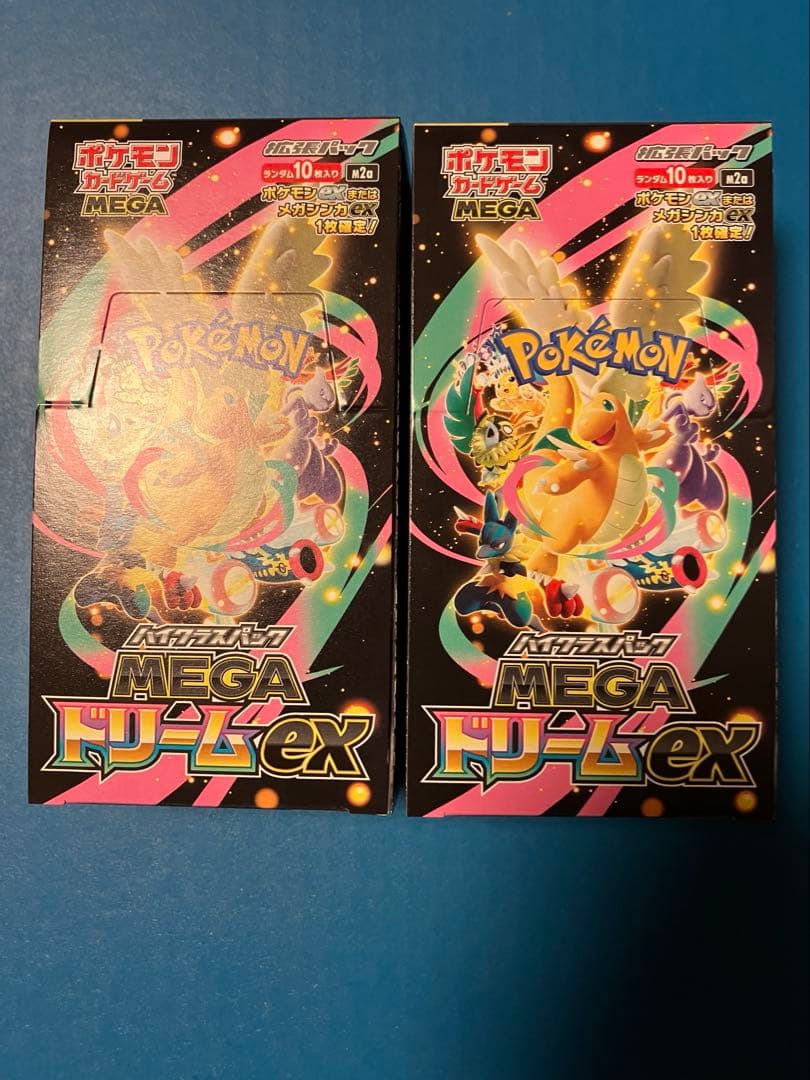 ポケモン
カードゲーム
MEGA
拡張パック
ランダム10枚入り
M2a
ポケモンexまたは
メガシンカex
1枚確定!
POKéMON
ハイクラスパック
MEGA
ドリームex
ポケモン
カードゲーム
MEGA
拡張パック
ランダム10枚入り
M2a
ポケモンexまたは
メガシンカex
1枚確定!
POKéMON
ハイクラスパック
MEGA
ドリームex